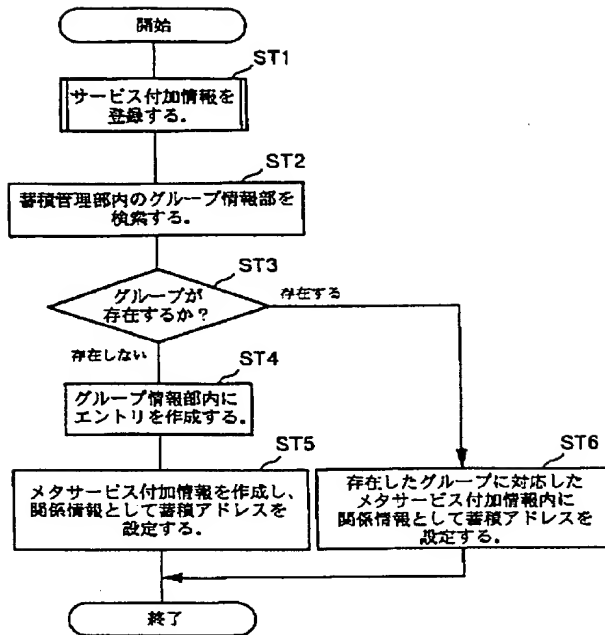 開始
ST1
サービス付加情報を
登録する。
ST2
蓄積管理部内のグループ情報部を
検索する。
ST3
グループが
存在するか？
存在する
存在しない
ST4
グループ情報部内に
エントリを作成する。
ST5
メタサービス付加情報を作成し、
関係情報として蓄積アドレスを
設定する。
ST6
存在したグループに対応した
メタサービス付加情報内に
関係情報として蓄積アドレスを
設定する。
終了